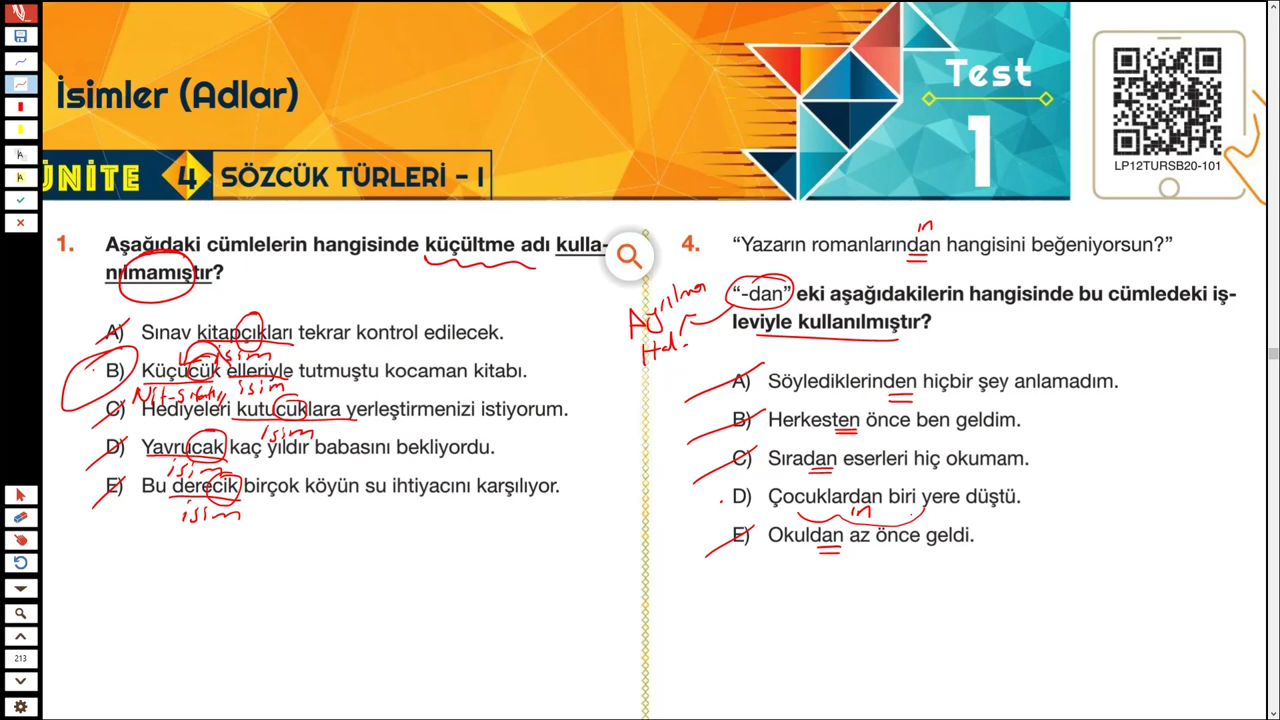 İsimler (Adlar)
Test
1
ÜNİTE 4 SÖZCÜK TÜRLERİ - I
LP12TURSB20-101
1. Aşağıdaki cümlelerin hangisinde küçültme adı kulla-
nılmamıştır?
A) Sınav kitapçıkları tekrar kontrol edilecek.
isim
B) Küçücük elleriyle tutmuştu kocaman kitabı.
isim
C) Hediyeleri kutucuklara yerleştirmenizi istiyorum.
isim
D) Yavrucak kaç yıldır babasını bekliyordu.
isim
E) Bu derecik birçok köyün su ihtiyacını karşılıyor.
isim
in
4. “Yazarın romanlarından hangisini beğeniyorsun?”
“-dan” eki aşağıdakilerin hangisinde bu cümledeki iş-
leviyle kullanılmıştır?
Ayrılma
Hal
A) Söylediklerinden hiçbir şey anlamadım.
B) Herkesten önce ben geldim.
C) Sıradan eserleri hiç okumam.
D) Çocuklardan biri yere düştü.
in
E) Okuldan az önce geldi.
213